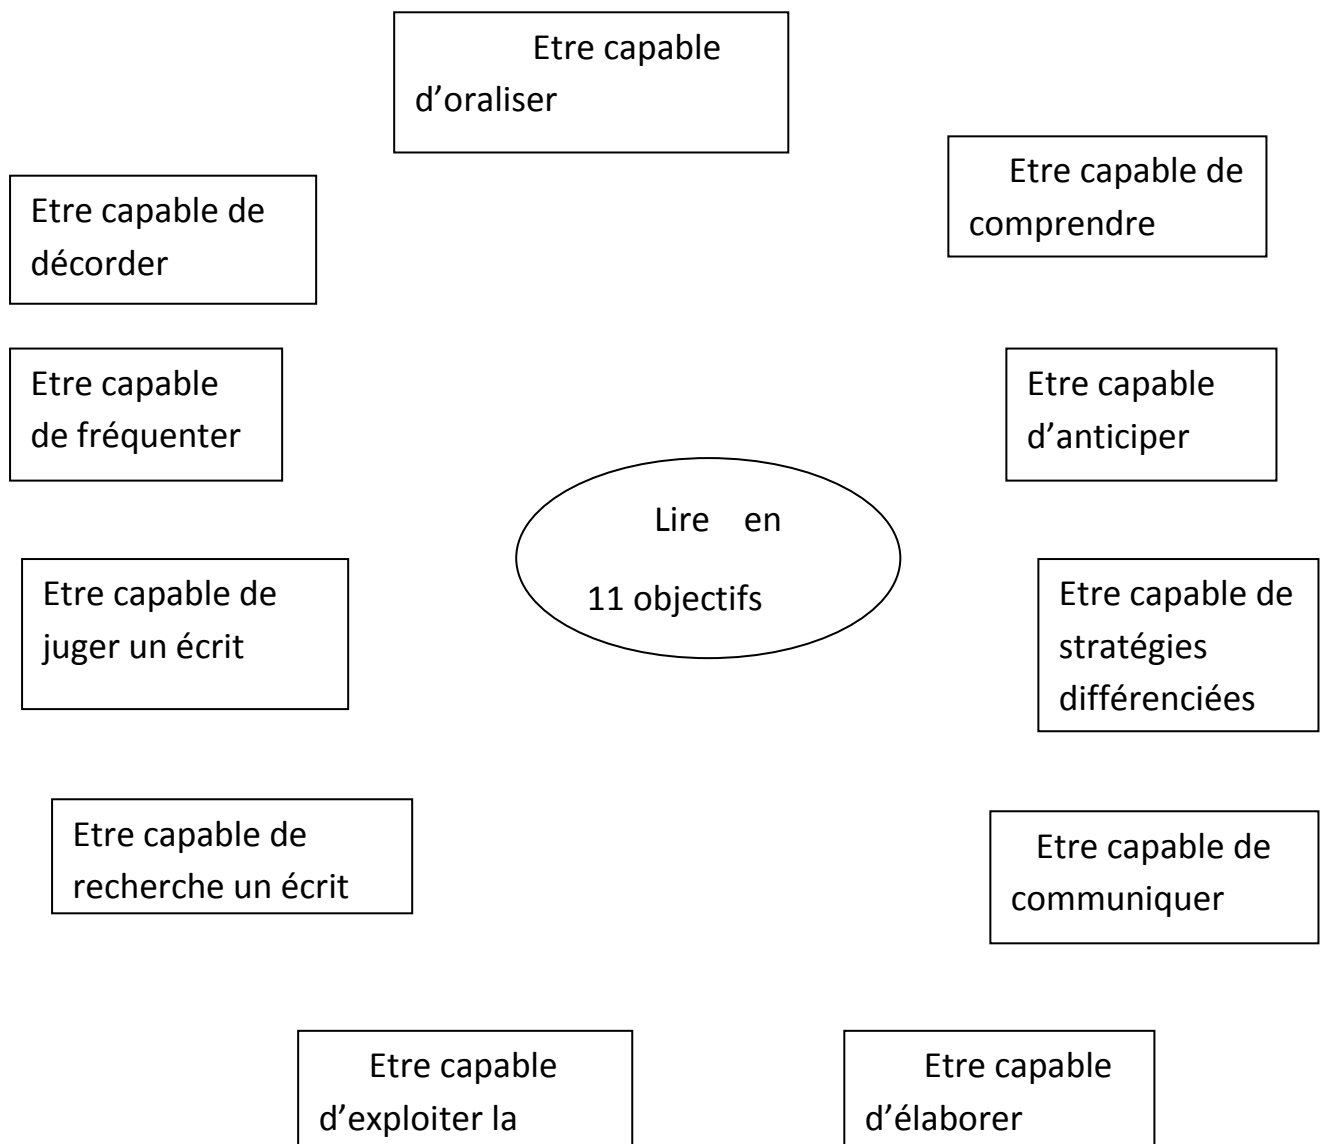 Etre capable
d’oraliser
Etre capable de
comprendre
Etre capable de
décorder
Etre capable
de fréquenter
Etre capable
d’anticiper
Lire en
11 objectifs
Etre capable de
juger un écrit
Etre capable de
stratégies
différenciées
Etre capable de
recherche un écrit
Etre capable de
communiquer
Etre capable
d’exploiter la
Etre capable
d’élaborer